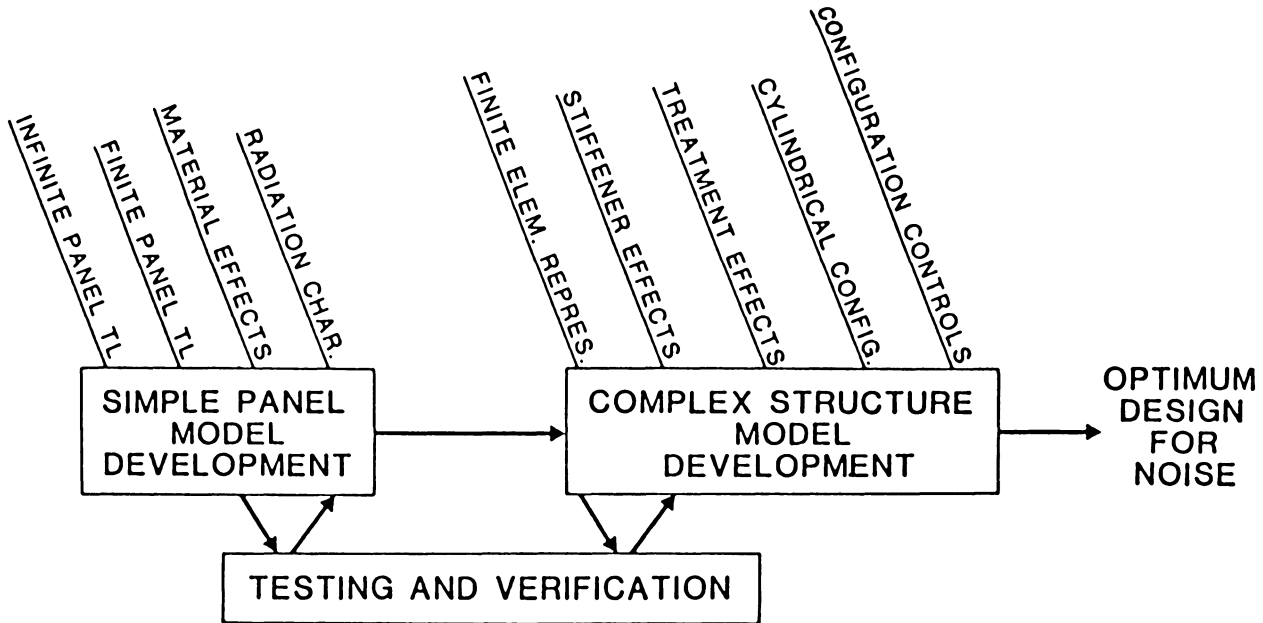 INFINITE PANEL TL
FINITE PANEL TL
MATERIAL EFFECTS
RADIATION CHAR.
FINITE ELEM. REPRES.
STIFFENER EFFECTS
TREATMENT EFFECTS
CYLINDRICAL CONFIG.
CONFIGURATION CONTROLS
SIMPLE PANEL
MODEL
DEVELOPMENT
COMPLEX STRUCTURE
MODEL
DEVELOPMENT
OPTIMUM
DESIGN
FOR
NOISE
TESTING AND VERIFICATION